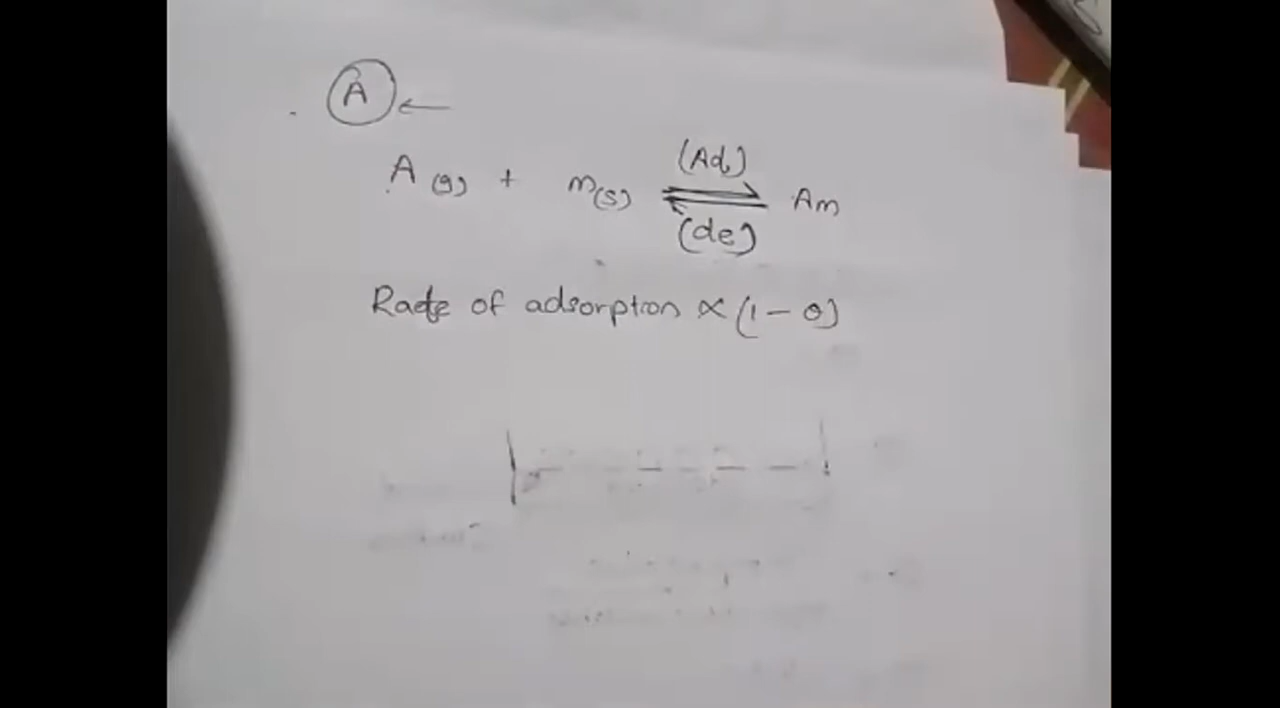 A ←
A (g) + m(s) ⇌ Am
(Ad)
(de)
Rate of adsorption ∝ (1 - θ)